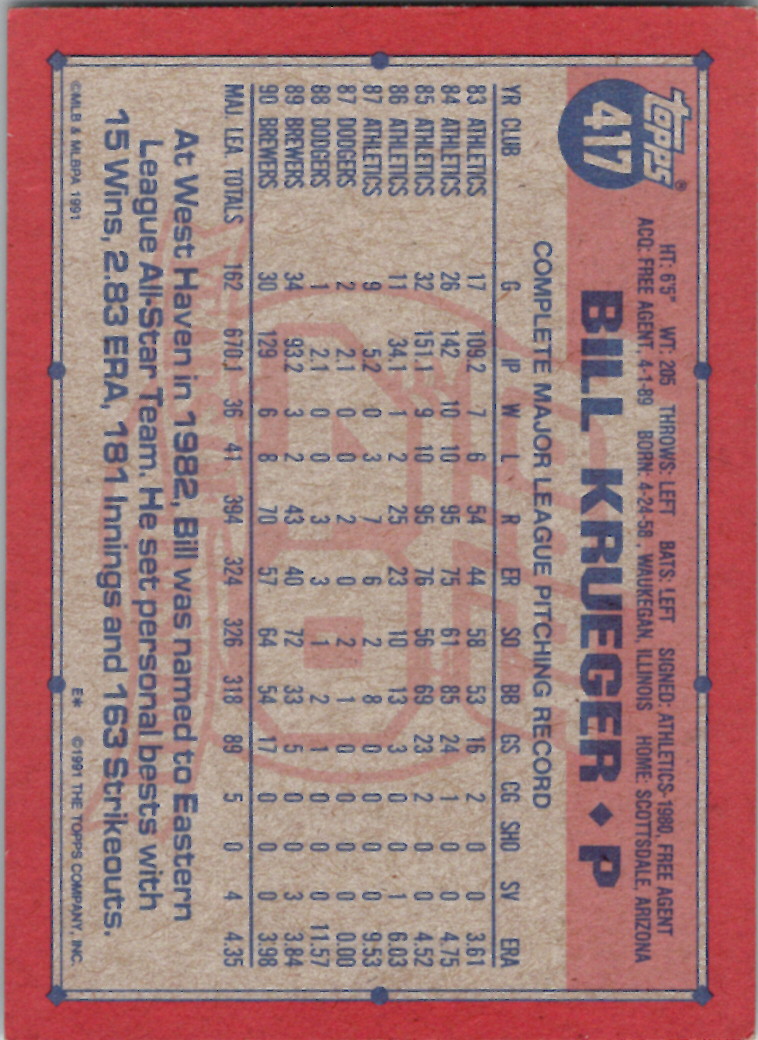 topps®
417
HT: 6'5" WT: 205 THROWS: LEFT BATS: LEFT SIGNED: ATHLETICS-1980, FREE AGENT
ACQ: FREE AGENT, 4-1-89 BORN: 4-24-58, WAUKEGAN, ILLINOIS HOME: SCOTTSDALE, ARIZONA
BILL KRUEGER ◆ P
COMPLETE MAJOR LEAGUE PITCHING RECORD
YR CLUB G IP W L R ER SO BB GS CG SHO SV ERA
83 ATHLETICS 17 109.2 7 6 54 44 58 53 16 2 0 0 3.61
84 ATHLETICS 26 142 10 10 95 75 61 85 24 1 0 0 4.75
85 ATHLETICS 32 151.1 9 10 95 76 56 69 23 2 0 0 4.52
86 ATHLETICS 11 34.1 1 2 25 23 10 13 3 0 0 1 6.03
87 ATHLETICS 9 5.2 0 3 7 6 2 8 0 0 0 0 9.53
87 DODGERS 2 2.1 0 0 2 0 2 1 0 0 0 0 0.00
88 DODGERS 1 2.1 0 0 3 3 1 2 1 0 0 0 11.57
89 BREWERS 34 93.2 3 2 43 40 72 33 5 0 0 3 3.84
90 BREWERS 30 129 6 8 70 57 64 54 17 0 0 0 3.98
MAJ. LEA. TOTALS 162 670.1 36 41 394 324 326 318 89 5 0 4 4.35
At West Haven in 1982, Bill was named to Eastern
League All-Star Team. He set personal bests with
15 Wins, 2.83 ERA, 181 Innings and 163 Strikeouts.
©MLB & MLBPA 1991 E* ©1991 THE TOPPS COMPANY, INC.